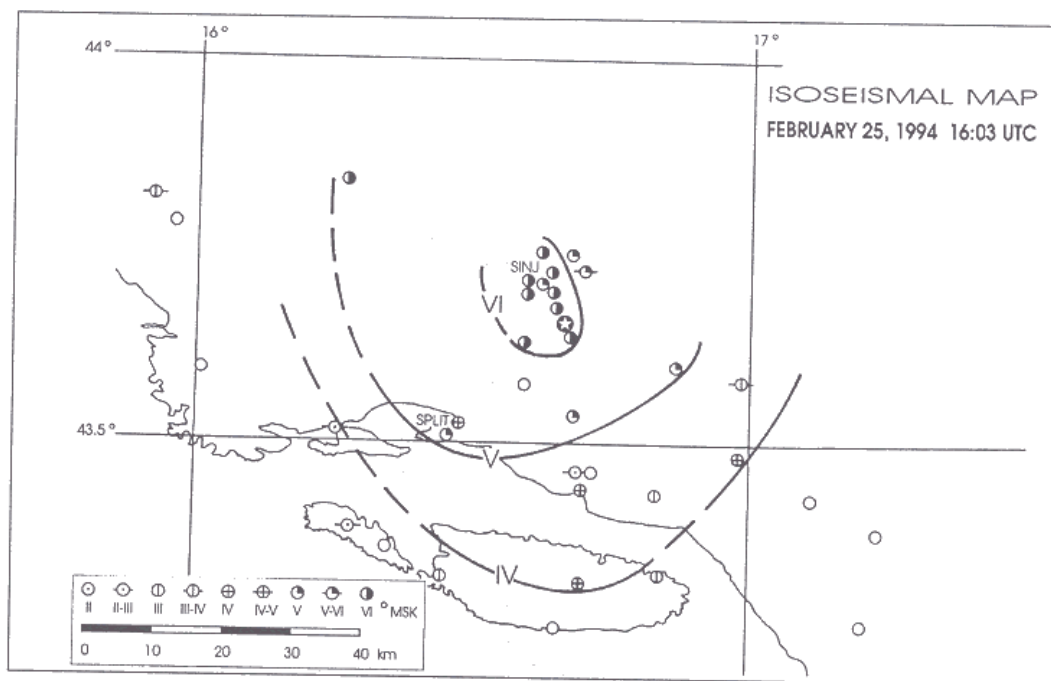 16°
17°
44°
ISOSEISMAL MAP
FEBRUARY 25, 1994 16:03 UTC
SINJ
VI
SPLIT
43.5°
V
IV
II II-III III III-IV IV IV-V V V-VI VI °MSK
0 10 20 30 40 km